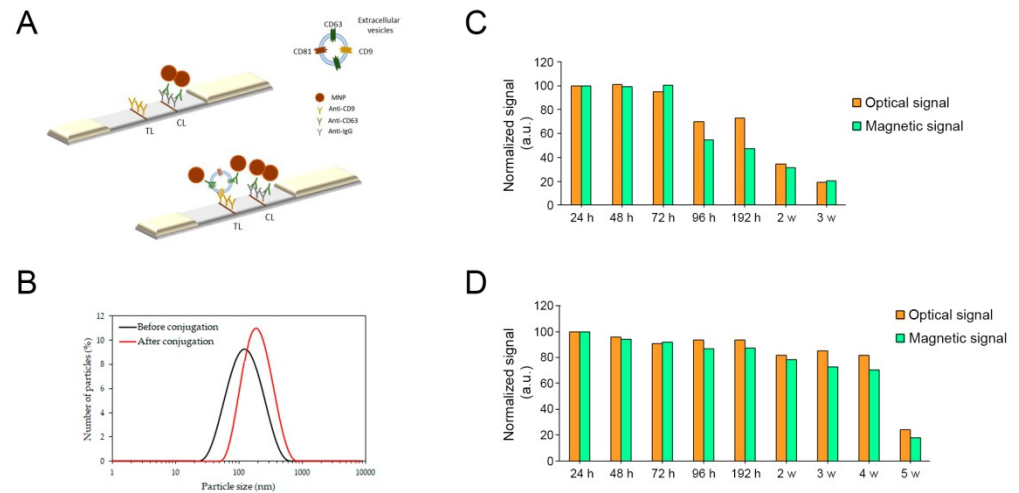 A
CD63
Extracellular
vesicles
CD81
CD9
MNP
Anti-CD9
Anti-CD63
Anti-IgG
TL
CL
TL
CL
B
Number of particles (%)
12
10
8
6
4
2
0
Before conjugation
After conjugation
1
10
100
1000
10000
Particle size (nm)
C
Normalized signal
(a.u.)
120
100
80
60
40
20
0
Optical signal
Magnetic signal
24 h
48 h
72 h
96 h
192 h
2 w
3 w
D
Normalized signal
(a.u.)
120
100
80
60
40
20
0
Optical signal
Magnetic signal
24 h
48 h
72 h
96 h
192 h
2 w
3 w
4 w
5 w